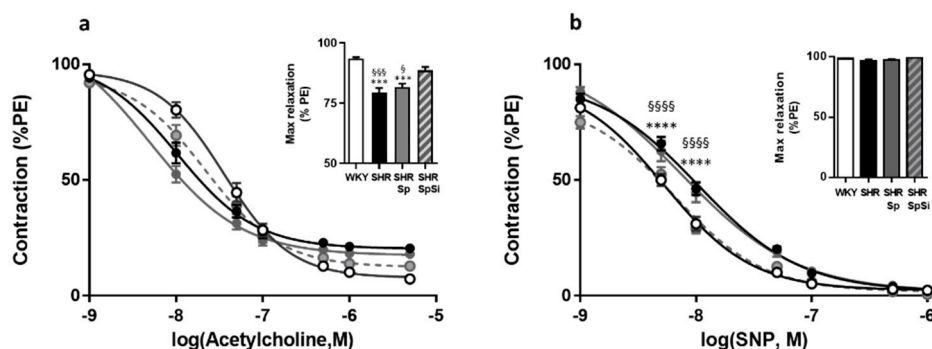 a
Contraction (%PE)
100
50
0
-9
-8
-7
-6
-5
log(Acetylcholine,M)
Max relaxation
(% PE)
100
75
50
§§§
***
§
***
WKY
SHR
SHR
Sp
SHR
SpSi
b
Contraction (%PE)
100
50
0
-9
-8
-7
-6
log(SNP, M)
§§§§
****
§§§§
****
Max relaxation
(%PE)
100
50
0
WKY
SHR
SHR
Sp
SHR
SpSi